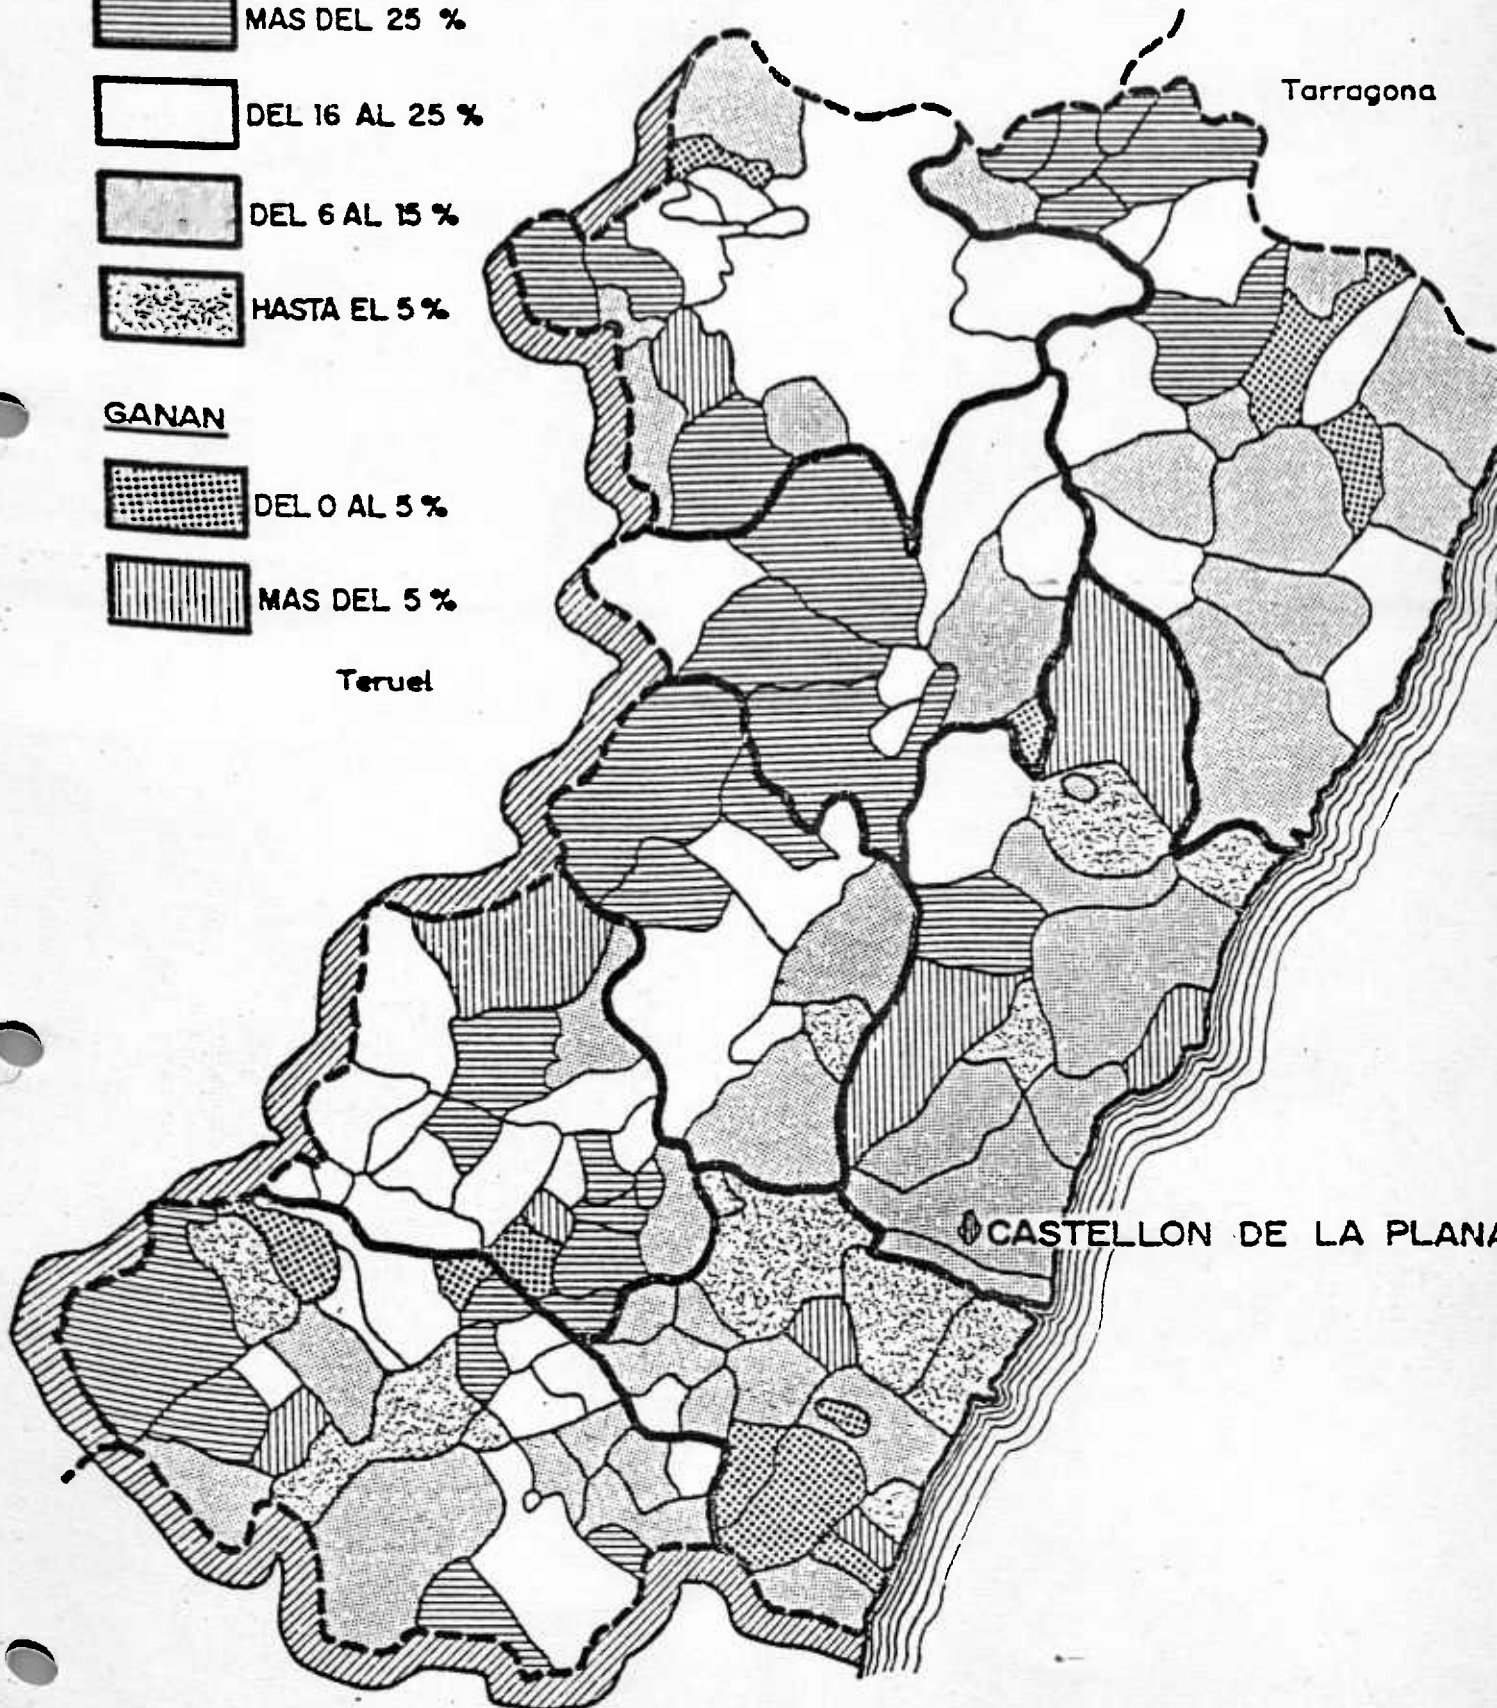 MAS DEL 25 %
DEL 16 AL 25 %
DEL 6 AL 15 %
HASTA EL 5 %
GANAN
DEL 0 AL 5 %
MAS DEL 5 %
Tarragona
Teruel
CASTELLON DE LA PLANA